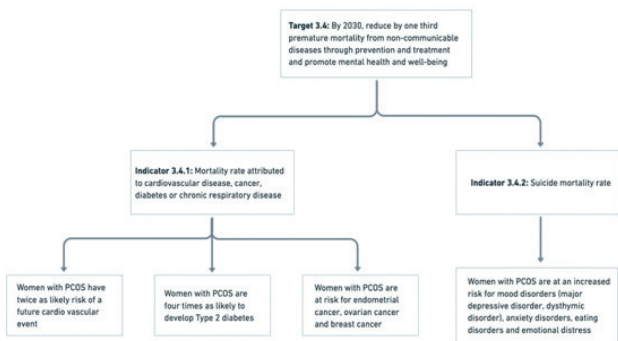 Target 3.4: By 2030, reduce by one third
premature mortality from non-communicable
diseases through prevention and treatment
and promote mental health and well-being
Indicator 3.4.1: Mortality rate attributed
to cardiovascular disease, cancer,
diabetes or chronic respiratory disease
Indicator 3.4.2: Suicide mortality rate
Women with PCOS have
twice as likely risk of a
future cardio vascular
event
Women with PCOS are
four times as likely to
develop Type 2 diabetes
Women with PCOS are
at risk for endometrial
cancer, ovarian cancer
and breast cancer
Women with PCOS are at an increased
risk for mood disorders (major
depressive disorder, dysthymic
disorder), anxiety disorders, eating
disorders and emotional distress